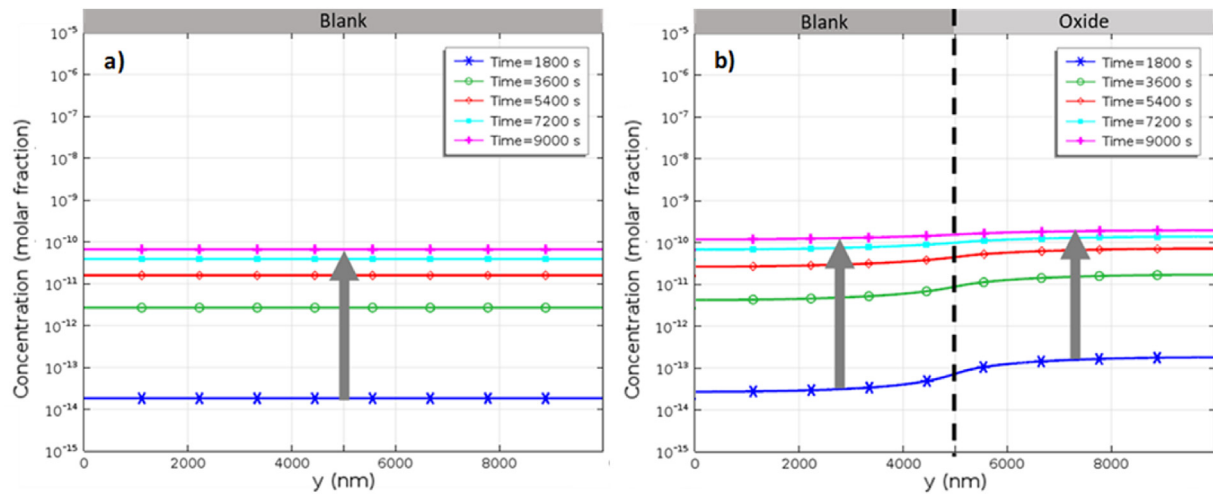 Blank
a)
Time=1800 s
Time=3600 s
Time=5400 s
Time=7200 s
Time=9000 s
Concentration (molar fraction)
10⁻⁵
10⁻⁶
10⁻⁷
10⁻⁸
10⁻⁹
10⁻¹⁰
10⁻¹¹
10⁻¹²
10⁻¹³
10⁻¹⁴
10⁻¹⁵
0 2000 4000 6000 8000
y (nm)
Blank Oxide
b)
Time=1800 s
Time=3600 s
Time=5400 s
Time=7200 s
Time=9000 s
Concentration (molar fraction)
10⁻⁵
10⁻⁶
10⁻⁷
10⁻⁸
10⁻⁹
10⁻¹⁰
10⁻¹¹
10⁻¹²
10⁻¹³
10⁻¹⁴
10⁻¹⁵
0 2000 4000 6000 8000
y (nm)